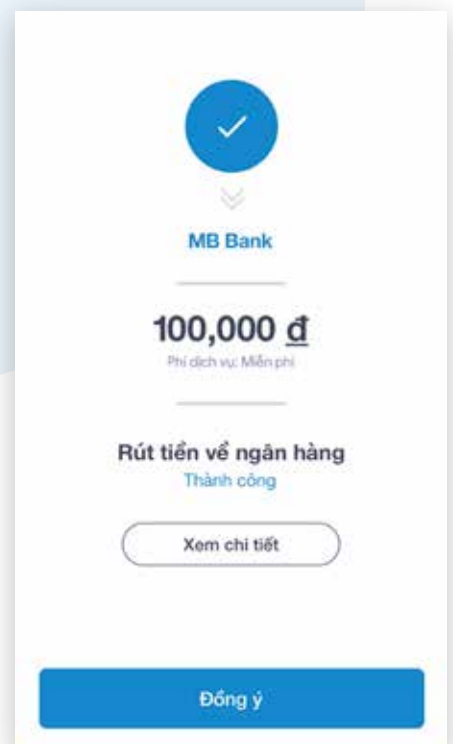 MB Bank
100,000 đ
Phí dịch vụ: Miễn phí
Rút tiền về ngân hàng
Thành công
Xem chi tiết
Đồng ý